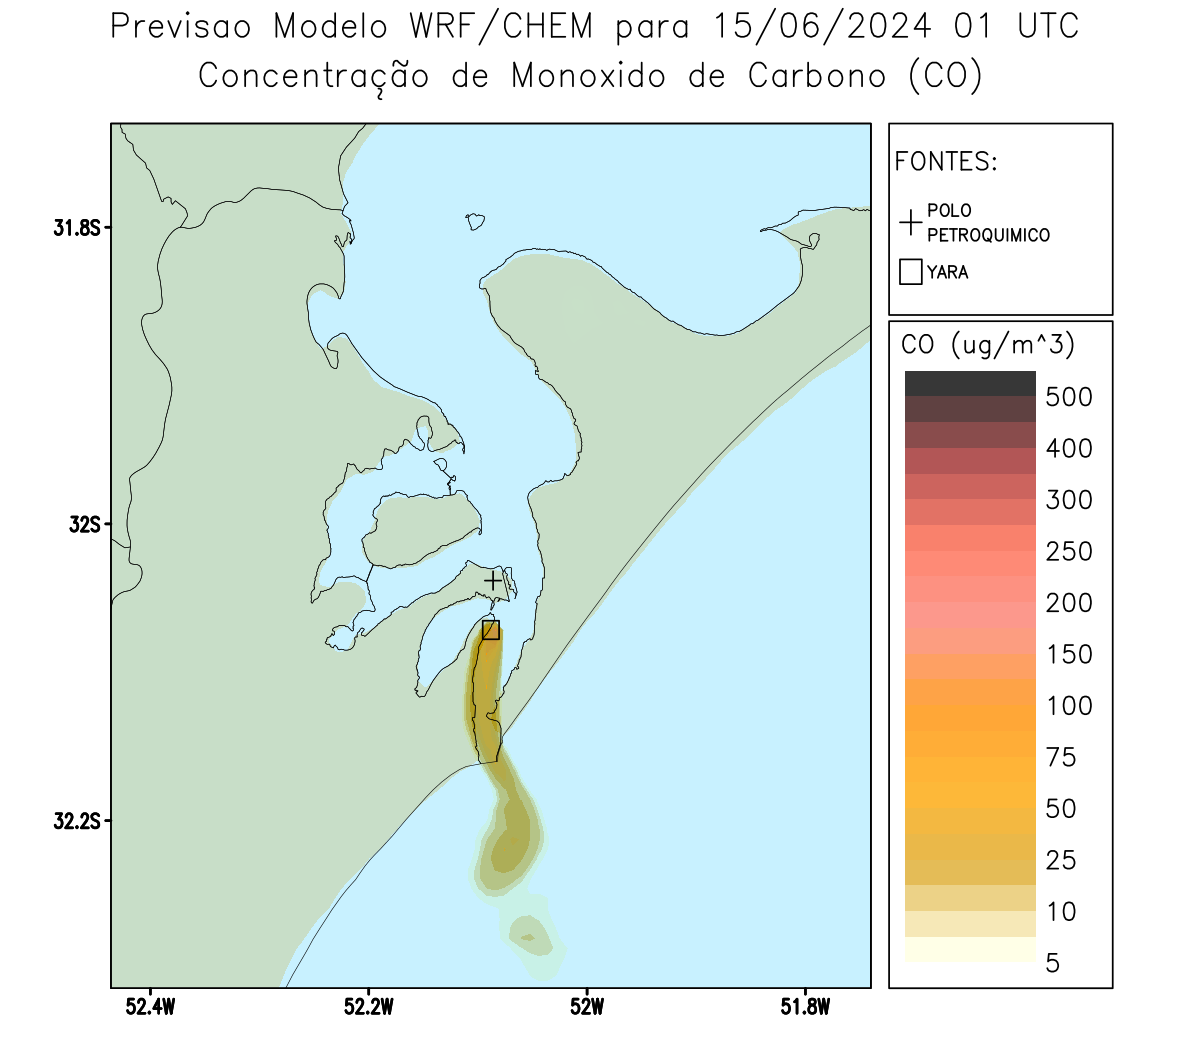 Previsao Modelo WRF/CHEM para 15/06/2024 01 UTC
Concentração de Monoxido de Carbono (CO)
FONTES:
POLO
PETROQUIMICO
YARA
31.8S
32S
32.2S
52.4W
52.2W
52W
51.8W
CO (ug/m^3)
500
400
300
250
200
150
100
75
50
25
10
5